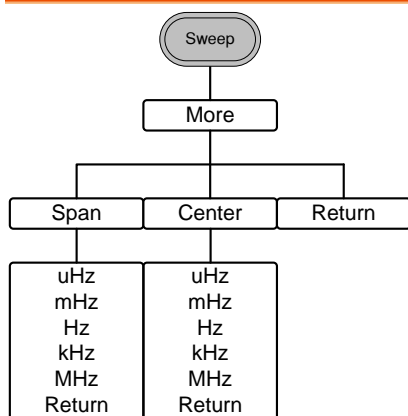 Sweep
More
Span Center Return
uHz uHz
mHz mHz
Hz Hz
kHz kHz
MHz MHz
Return Return